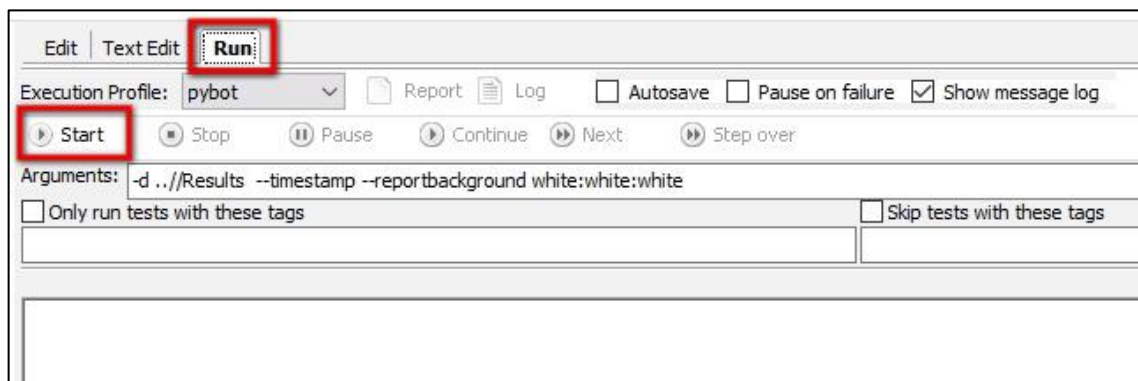 Edit Text Edit Run
Execution Profile: pybot Report Log Autosave Pause on failure Show message log
Start Stop Pause Continue Next Step over
Arguments: -d ..//Results --timestamp --reportbackground white:white:white
Only run tests with these tags Skip tests with these tags